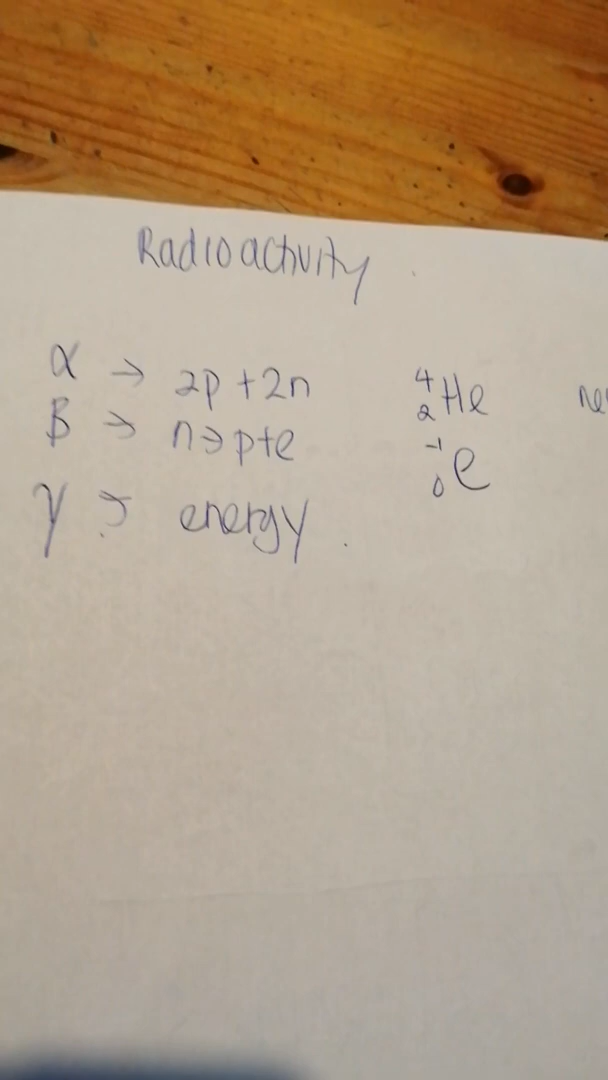 Radioactivity
α → 2p + 2n ⁴₂He
β → n → p+e ⁻¹₀e
γ → energy.